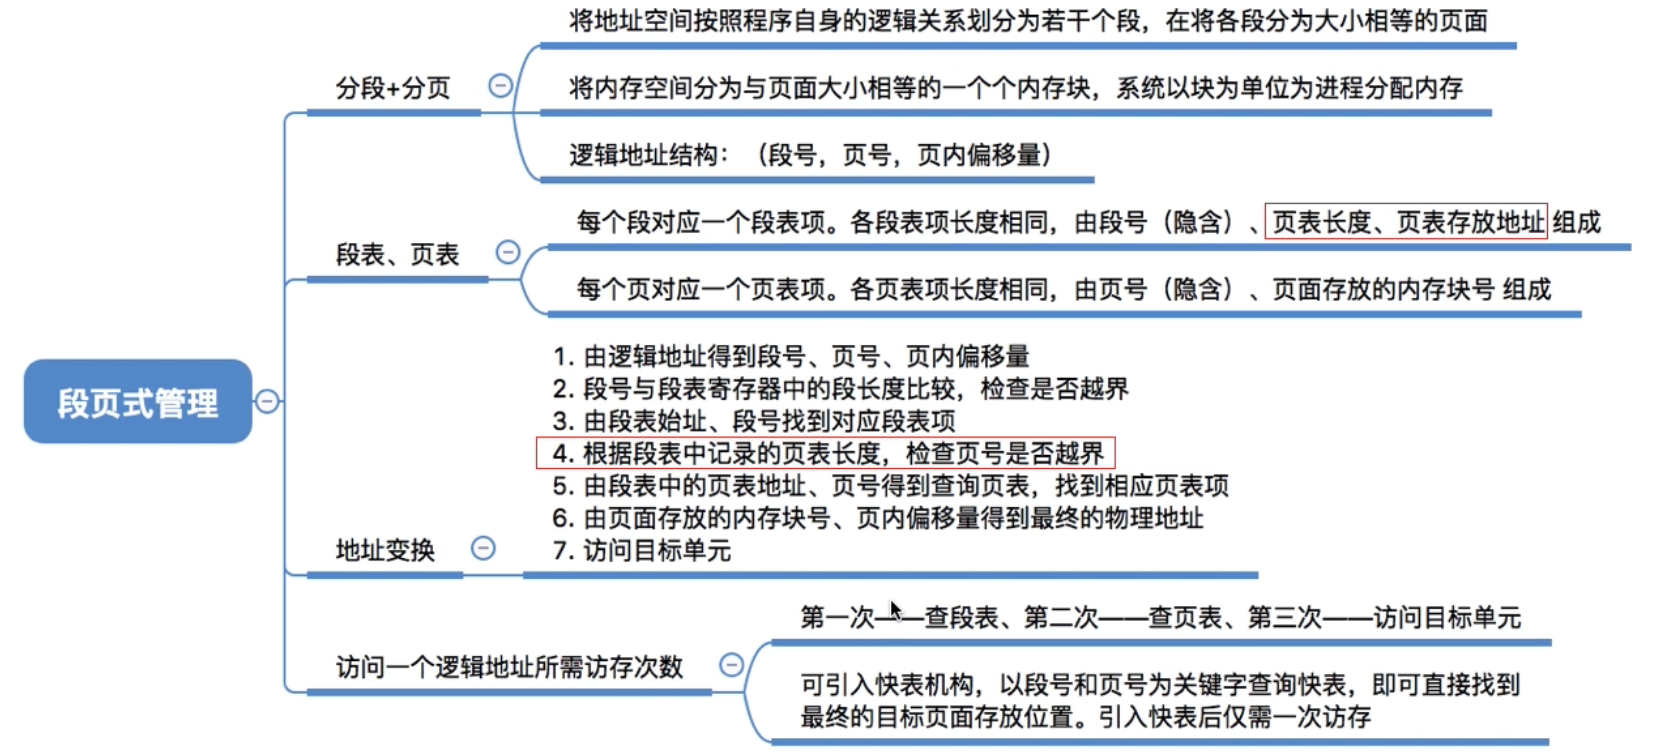 段页式管理
分段+分页
将地址空间按照程序自身的逻辑关系划分为若干个段，在将各段分为大小相等的页面
将内存空间分为与页面大小相等的一个个内存块，系统以块为单位为进程分配内存
逻辑地址结构：（段号，页号，页内偏移量）
段表、页表
每个段对应一个段表项。各段表项长度相同，由段号（隐含）、页表长度、页表存放地址 组成
每个页对应一个页表项。各页表项长度相同，由页号（隐含）、页面存放的内存块号 组成
地址变换
1. 由逻辑地址得到段号、页号、页内偏移量
2. 段号与段表寄存器中的段长度比较，检查是否越界
3. 由段表始址、段号找到对应段表项
4. 根据段表中记录的页表长度，检查页号是否越界
5. 由段表中的页表地址、页号得到查询页表，找到相应页表项
6. 由页面存放的内存块号、页内偏移量得到最终的物理地址
7. 访问目标单元
访问一个逻辑地址所需访存次数
第一次——查段表、第二次——查页表、第三次——访问目标单元
可引入快表机构，以段号和页号为关键字查询快表，即可直接找到
最终的目标页面存放位置。引入快表后仅需一次访存